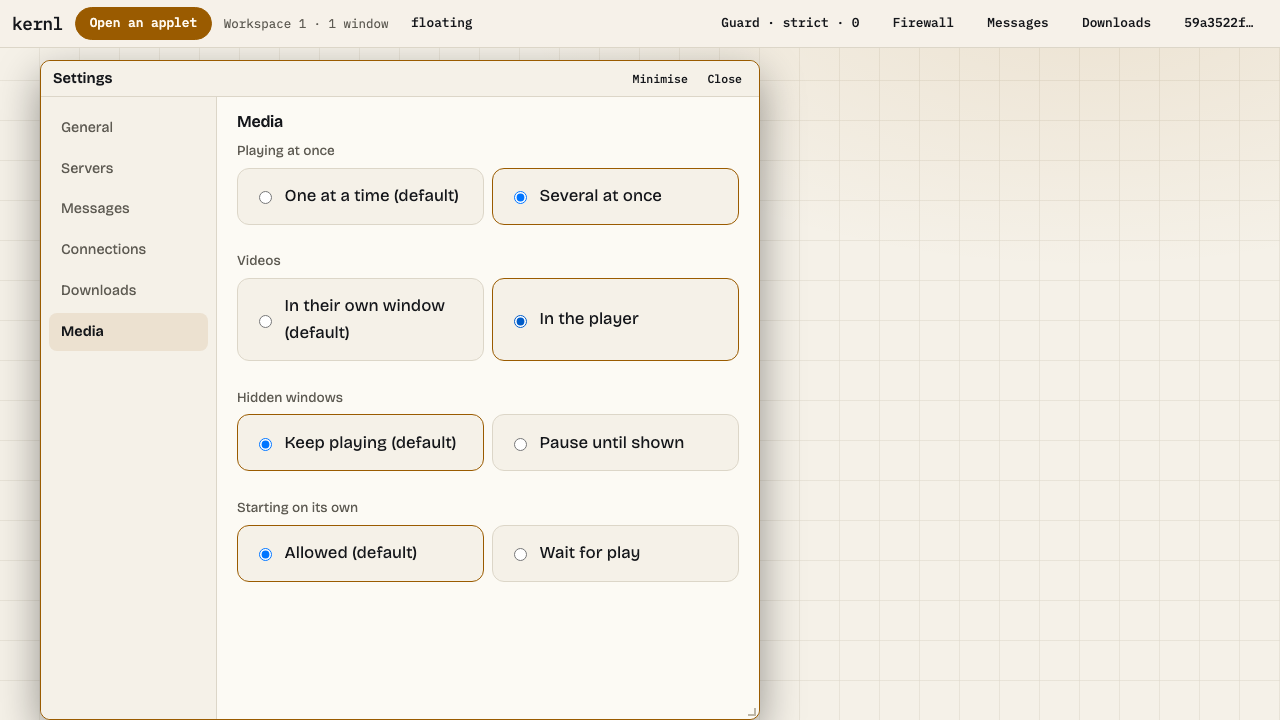 kernl
Open an applet
Workspace 1 · 1 window
floating
Guard · strict · 0
Firewall
Messages
Downloads
59a3522f…
Settings
Minimise
Close
General
Servers
Messages
Connections
Downloads
Media
Media
Playing at once
One at a time (default)
Several at once
Videos
In their own window
(default)
In the player
Hidden windows
Keep playing (default)
Pause until shown
Starting on its own
Allowed (default)
Wait for play